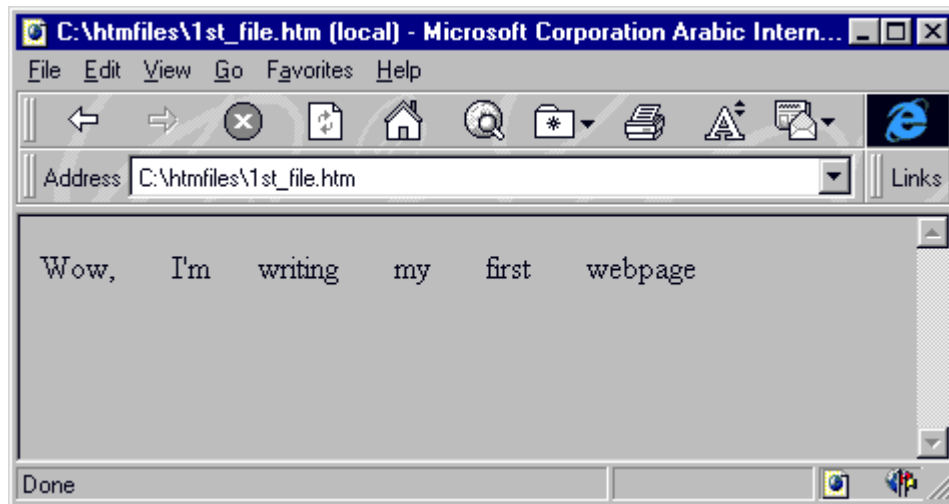 C:\htmfiles\1st_file.htm (local) - Microsoft Corporation Arabic Intern...
File Edit View Go Favorites Help
Address C:\htmfiles\1st_file.htm Links
Wow, I'm writing my first webpage
Done